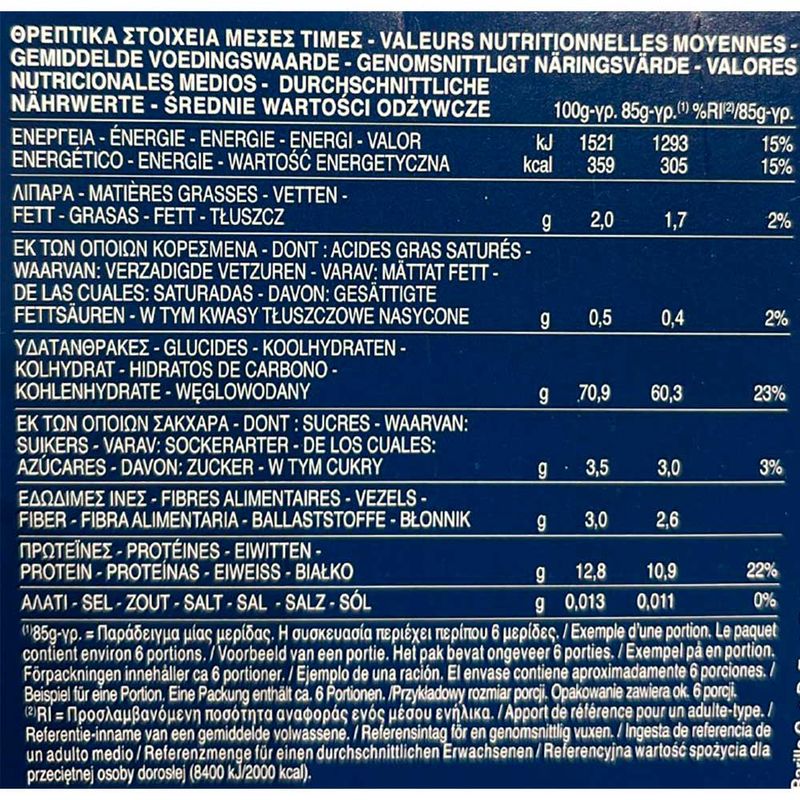 ΘΡΕΠΤΙΚΑ ΣΤΟΙΧΕΙΑ ΜΕΣΕΣ ΤΙΜΕΣ - VALEURS NUTRITIONNELLES MOYENNES -
GEMIDDELDE VOEDINGSWAARDE - GENOMSNITTLIGT NÄRINGSVÄRDE - VALORES
NUTRICIONALES MEDIOS - DURCHSCHNITTLICHE
NÄHRWERTE - ŚREDNIE WARTOŚCI ODŻYWCZE 100g-γρ. 85g-γρ.⁽¹⁾ %RI⁽²⁾/85g-γρ.
ΕΝΕΡΓΕΙΑ - ÉNERGIE - ENERGIE - ENERGI - VALOR kJ 1521 1293 15%
ENERGÉTICO - ENERGIE - WARTOŚĆ ENERGETYCZNA kcal 359 305 15%
ΛΙΠΑΡΑ - MATIÈRES GRASSES - VETTEN -
FETT - GRASAS - FETT - TŁUSZCZ g 2,0 1,7 2%
ΕΚ ΤΩΝ ΟΠΟΙΩΝ ΚΟΡΕΣΜΕΝΑ - DONT : ACIDES GRAS SATURÉS -
WAARVAN: VERZADIGDE VETZUREN - VARAV: MÄTTAT FETT -
DE LAS CUALES: SATURADAS - DAVON: GESÄTTIGTE
FETTSÄUREN - W TYM KWASY TŁUSZCZOWE NASYCONE g 0,5 0,4 2%
ΥΔΑΤΑΝΘΡΑΚΕΣ - GLUCIDES - KOOLHYDRATEN -
KOLHYDRAT - HIDRATOS DE CARBONO -
KOHLENHYDRATE - WĘGLOWODANY g 70,9 60,3 23%
ΕΚ ΤΩΝ ΟΠΟΙΩΝ ΣΑΚΧΑΡΑ - DONT : SUCRES - WAARVAN:
SUIKERS - VARAV: SOCKERARTER - DE LOS CUALES:
AZÚCARES - DAVON: ZUCKER - W TYM CUKRY g 3,5 3,0 3%
ΕΔΩΔΙΜΕΣ ΙΝΕΣ - FIBRES ALIMENTAIRES - VEZELS -
FIBER - FIBRA ALIMENTARIA - BALLASTSTOFFE - BŁONNIK g 3,0 2,6
ΠΡΩΤΕΪΝΕΣ - PROTÉINES - EIWITTEN -
PROTEIN - PROTEÍNAS - EIWEISS - BIAŁKO g 12,8 10,9 22%
ΑΛΑΤΙ - SEL - ZOUT - SALT - SAL - SALZ - SÓL g 0,013 0,011 0%
⁽¹⁾85g-γρ. = Παράδειγμα μίας μερίδας. Η συσκευασία περιέχει περίπου 6 μερίδες. / Exemple d'une portion. Le paquet
contient environ 6 portions. / Voorbeeld van een portie. Het pak bevat ongeveer 6 porties. / Exempel på en portion.
Förpackningen innehåller ca 6 portioner. / Ejemplo de una ración. El envase contiene aproximadamente 6 porciones. /
Beispiel für eine Portion. Eine Packung enthält ca. 6 Portionen. /Przykładowy rozmiar porcji. Opakowanie zawiera ok. 6 porcji.
⁽²⁾RI = Προσλαμβανόμενη ποσότητα αναφοράς ενός μέσου ενήλικα. / Apport de référence pour un adulte-type. /
Referentie-inname van een gemiddelde volwassene. / Referensintag för en genomsnittlig vuxen. / Ingesta de referencia de
un adulto medio / Referenzmenge für einen durchschnittlichen Erwachsenen / Referencyjna wartość spożycia dla
przeciętnej osoby dorosłej (8400 kJ/2000 kcal).